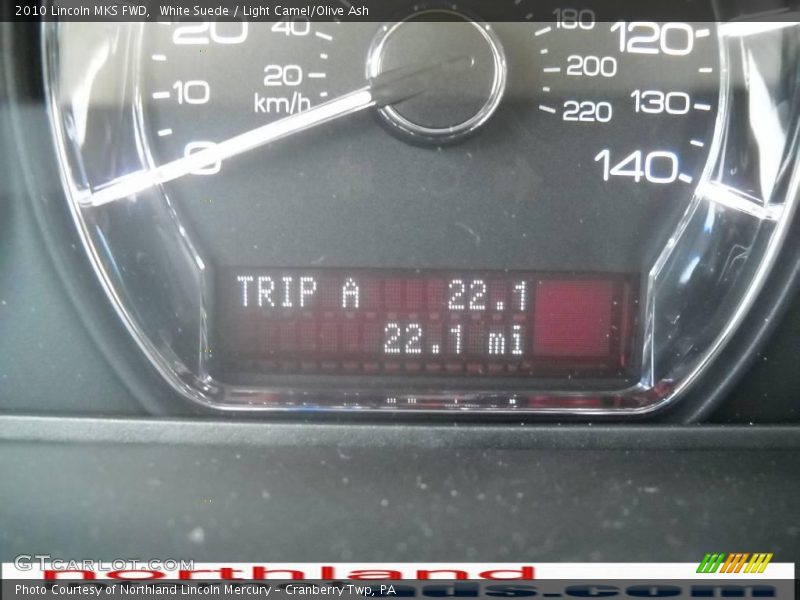 2010 Lincoln MKS FWD, White Suede / Light Camel/Olive Ash
20 40 180 120
10 20 200 130
km/h 220
0 140
TRIP A 22.1
22.1 mi
GTCARLOT.COM
northland
Photo Courtesy of Northland Lincoln Mercury - Cranberry Twp, PA